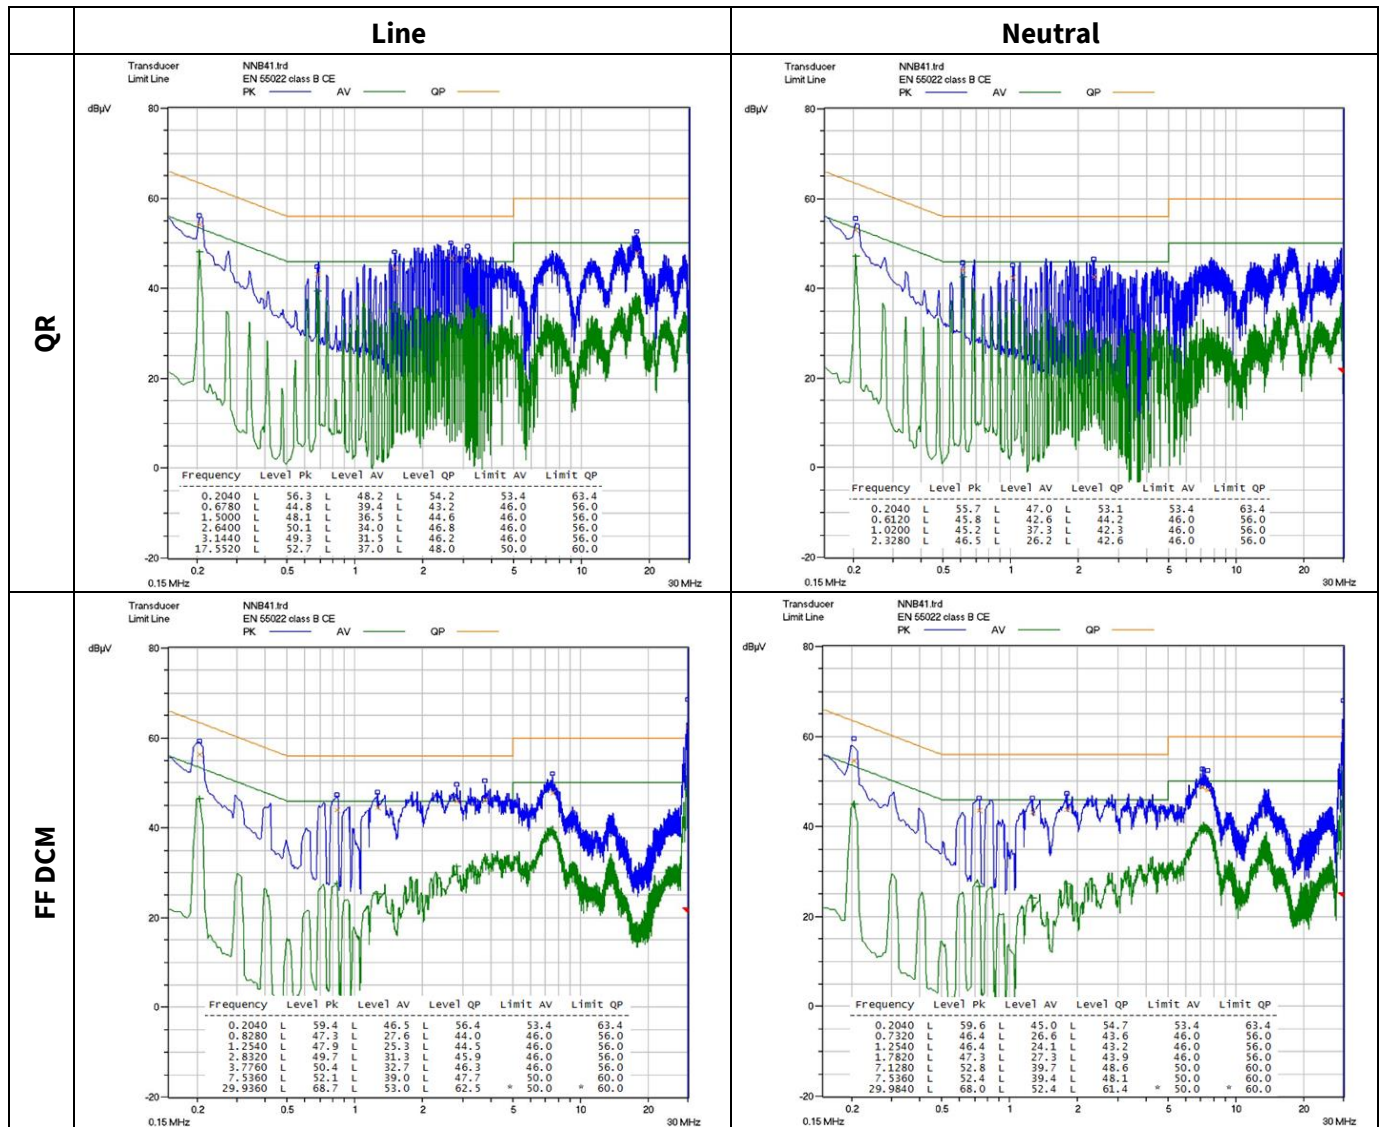 Line Neutral
QR
Transducer NNB41.trd
Limit Line EN 55022 class B CE
PK AV QP
dBµV
80
60
40
20
0
-20
Frequency Level Pk Level AV Level QP Limit AV Limit QP
0.2040 L 56.3 L 48.2 L 54.2 53.4 63.4
0.6780 L 44.8 L 39.4 L 43.2 46.0 56.0
1.5000 L 48.1 L 36.5 L 44.6 46.0 56.0
2.6400 L 50.1 L 34.0 L 46.8 46.0 56.0
3.1440 L 49.3 L 31.5 L 46.2 46.0 56.0
17.5520 L 52.7 L 37.0 L 48.0 50.0 60.0
0.2 0.5 1 2 5 10 20
0.15 MHz 30 MHz
Transducer NNB41.trd
Limit Line EN 55022 class B CE
PK AV QP
dBµV
80
60
40
20
0
-20
Frequency Level Pk Level AV Level QP Limit AV Limit QP
0.2040 L 55.7 L 47.0 L 53.1 53.4 63.4
0.6120 L 45.8 L 42.6 L 44.2 46.0 56.0
1.0200 L 45.2 L 37.3 L 42.3 46.0 56.0
2.3280 L 46.5 L 26.2 L 42.6 46.0 56.0
0.2 0.5 1 2 5 10 20
0.15 MHz 30 MHz
FF DCM
Transducer NNB41.trd
Limit Line EN 55022 class B CE
PK AV QP
dBµV
80
60
40
20
0
-20
Frequency Level Pk Level AV Level QP Limit AV Limit QP
0.2040 L 59.4 L 46.5 L 56.4 53.4 63.4
0.8280 L 47.3 L 27.6 L 44.0 46.0 56.0
1.2540 L 47.9 L 25.3 L 44.5 46.0 56.0
2.8320 L 49.7 L 31.3 L 45.9 46.0 56.0
3.7760 L 50.4 L 32.7 L 46.3 46.0 56.0
7.5360 L 52.1 L 39.0 L 47.7 50.0 60.0
29.9360 L 68.7 L 53.0 L 62.5 * 50.0 * 60.0
0.2 0.5 1 2 5 10 20
0.15 MHz 30 MHz
Transducer NNB41.trd
Limit Line EN 55022 class B CE
PK AV QP
dBµV
80
60
40
20
0
-20
Frequency Level Pk Level AV Level QP Limit AV Limit QP
0.2040 L 59.6 L 45.0 L 54.7 53.4 63.4
0.7320 L 46.4 L 26.6 L 43.6 46.0 56.0
1.2540 L 46.4 L 24.1 L 43.2 46.0 56.0
1.7820 L 47.3 L 27.3 L 43.9 46.0 56.0
7.1280 L 52.8 L 39.7 L 48.6 50.0 60.0
7.5360 L 52.4 L 39.4 L 48.1 50.0 60.0
29.9840 L 68.0 L 52.4 L 61.4 * 50.0 * 60.0
0.2 0.5 1 2 5 10 20
0.15 MHz 30 MHz